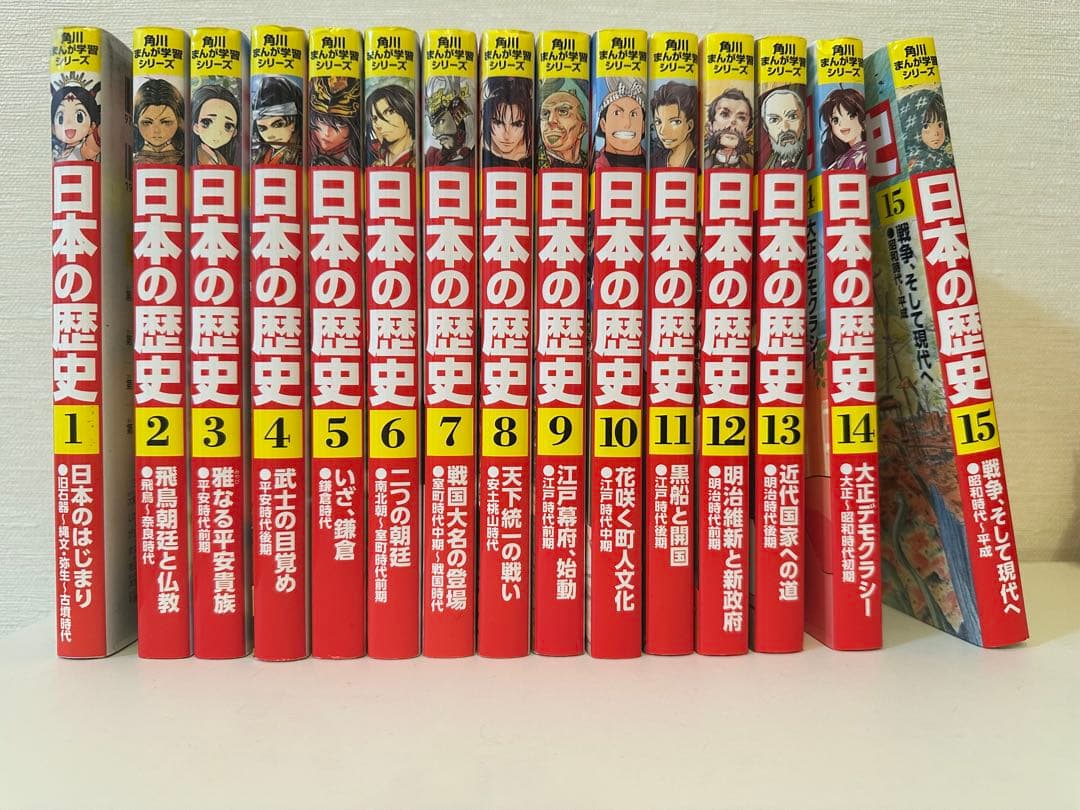 角川
まんが学習
シリーズ
日本の歴史
1
日本のはじまり
●旧石器～縄文・弥生～古墳時代
角川
まんが学習
シリーズ
日本の歴史
2
飛鳥朝廷と仏教
●飛鳥～奈良時代
角川
まんが学習
シリーズ
日本の歴史
3
雅なる平安貴族
●平安時代前期
角川
まんが学習
シリーズ
日本の歴史
4
武士の目覚め
●平安時代後期
角川
まんが学習
シリーズ
日本の歴史
5
いざ、鎌倉
●鎌倉時代
角川
まんが学習
シリーズ
日本の歴史
6
二つの朝廷
●南北朝～室町時代前期
角川
まんが学習
シリーズ
日本の歴史
7
戦国大名の登場
●室町時代中期～戦国時代
角川
まんが学習
シリーズ
日本の歴史
8
天下統一の戦い
●安土桃山時代
角川
まんが学習
シリーズ
日本の歴史
9
江戸幕府、始動
●江戸時代前期
角川
まんが学習
シリーズ
日本の歴史
10
花咲く町人文化
●江戸時代中期
角川
まんが学習
シリーズ
日本の歴史
11
黒船と開国
●江戸時代後期
角川
まんが学習
シリーズ
日本の歴史
12
明治維新と新政府
●明治時代前期
角川
まんが学習
シリーズ
日本の歴史
13
近代国家への道
●明治時代後期
大正デモクラシー
角川
まんが学習
シリーズ
日本の歴史
14
大正デモクラシー
●大正～昭和時代初期
史
15
戦争、そして現代へ
●昭和時代～平成
角川
まんが学習
シリーズ
日本の歴史
15
戦争、そして現代へ
●昭和時代～平成